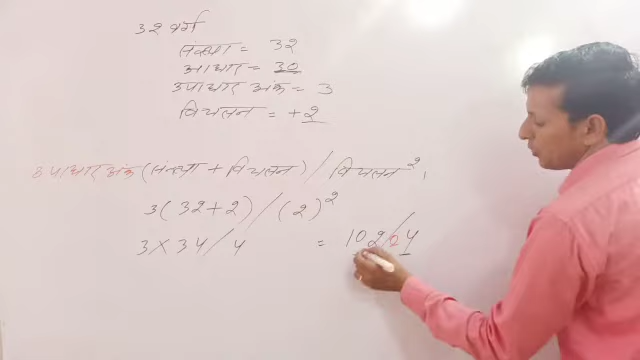 32 वर्ग
संख्या = 32
आधार = 30
उपाधार अंक = 3
विचलन = +2
उपाधार अंक (संख्या + विचलन) / विचलन²
3 ( 32+2 ) / (2)²
3 × 34 / 4 = 102 / 4